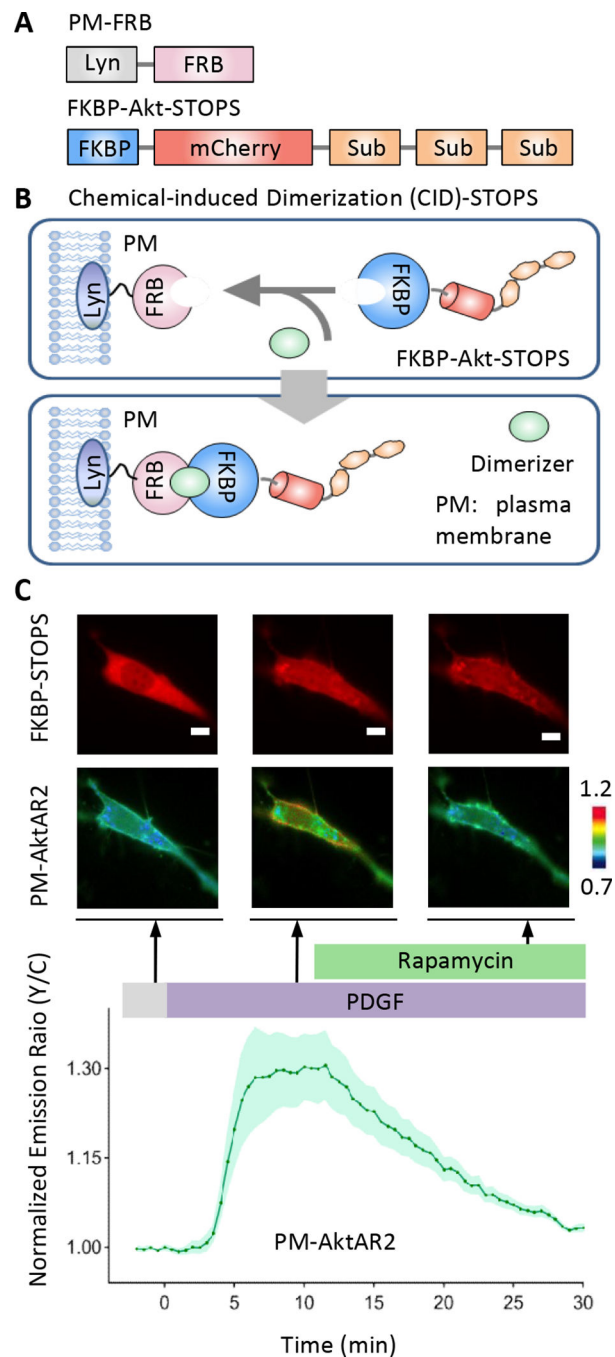 A
PM-FRB
Lyn FRB
FKBP-Akt-STOPS
FKBP mCherry Sub Sub Sub
B Chemical-induced Dimerization (CID)-STOPS
PM
Lyn FRB FKBP
FKBP-Akt-STOPS
PM
Lyn FRB FKBP
Dimerizer
PM: plasma
membrane
C
FKBP-STOPS
PM-AktAR2
1.2
0.7
Rapamycin
PDGF
Normalized Emission Raio (Y/C)
1.30
1.15
1.00
PM-AktAR2
0 5 10 15 20 25 30
Time (min)